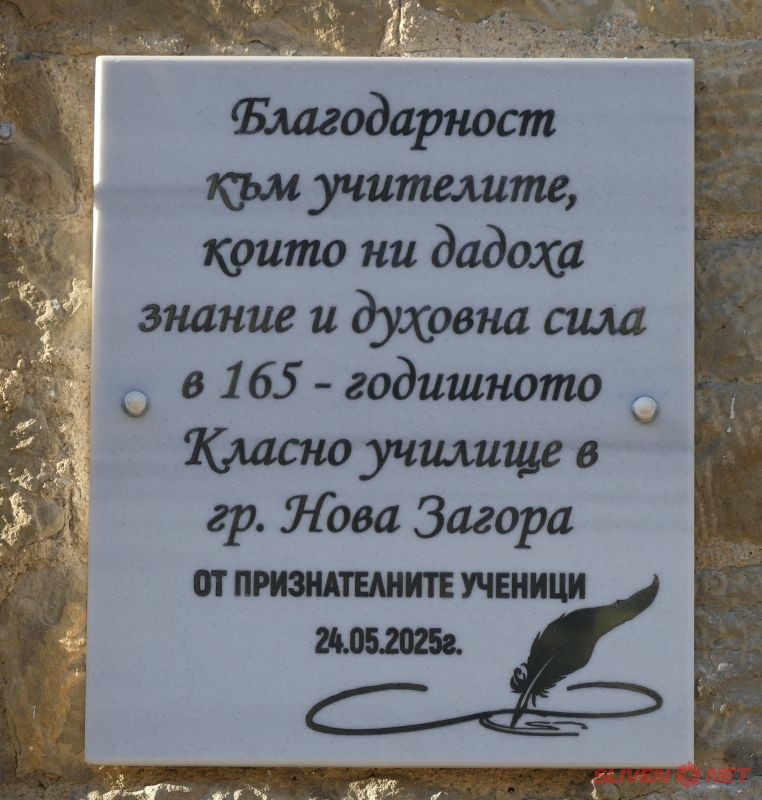 Благодарност
към учителите,
които ни дадоха
знание и духовна сила
в 165 - годишното
Класно училище в
гр. Нова Загора
ОТ ПРИЗНАТЕЛНИТЕ УЧЕНИЦИ
24.05.2025г.
SLIVEN NET